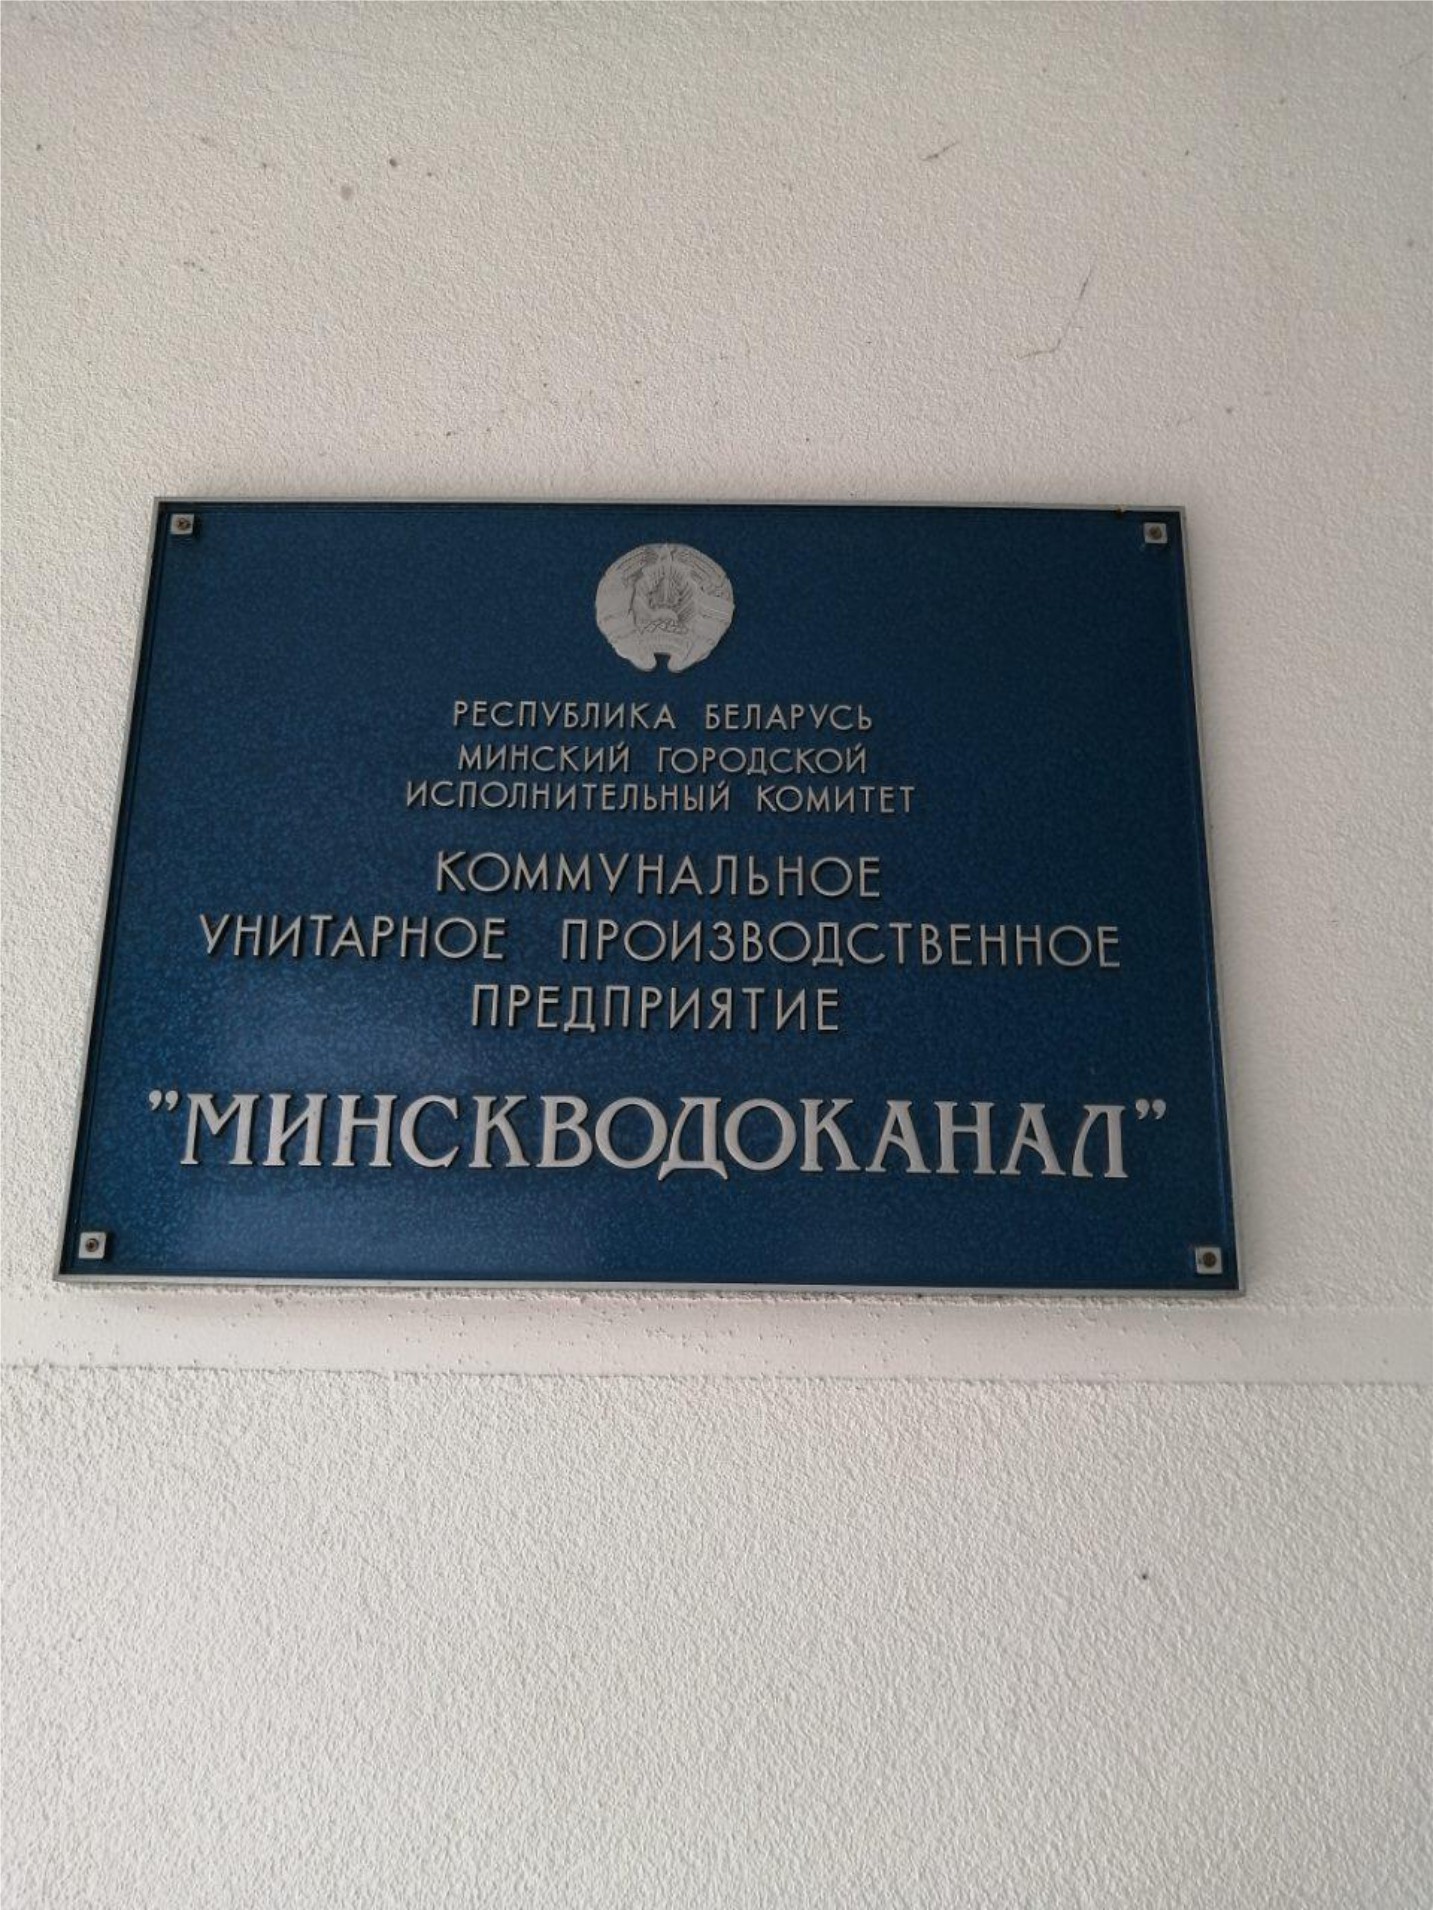 РЕСПУБЛИКА БЕЛАРУСЬ
МИНСКИЙ ГОРОДСКОЙ
ИСПОЛНИТЕЛЬНЫЙ КОМИТЕТ
КОММУНАЛЬНОЕ
УНИТАРНОЕ ПРОИЗВОДСТВЕННОЕ
ПРЕДПРИЯТИЕ
"МИНСКВОДОКАНАЛ"